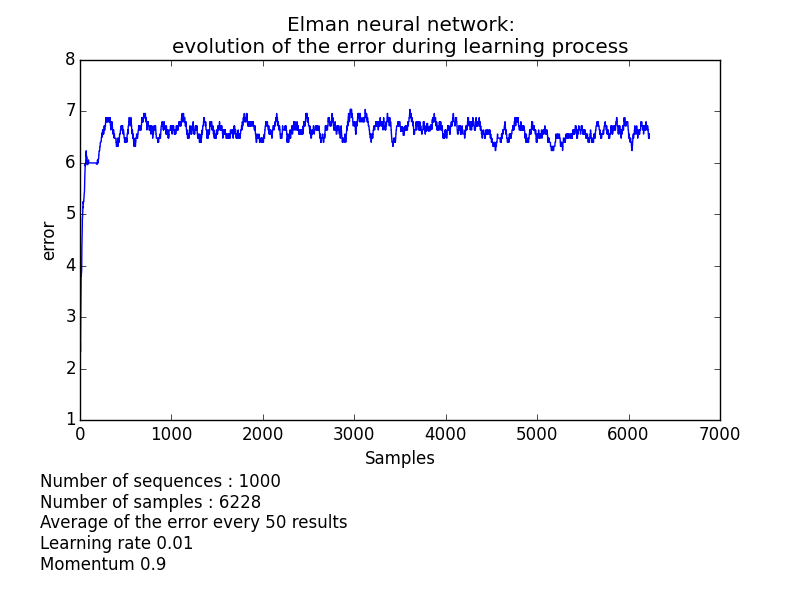 Elman neural network:
evolution of the error during learning process
8
7
6
5
4
3
2
1
error
0 1000 2000 3000 4000 5000 6000 7000
Samples
Number of sequences : 1000
Number of samples : 6228
Average of the error every 50 results
Learning rate 0.01
Momentum 0.9